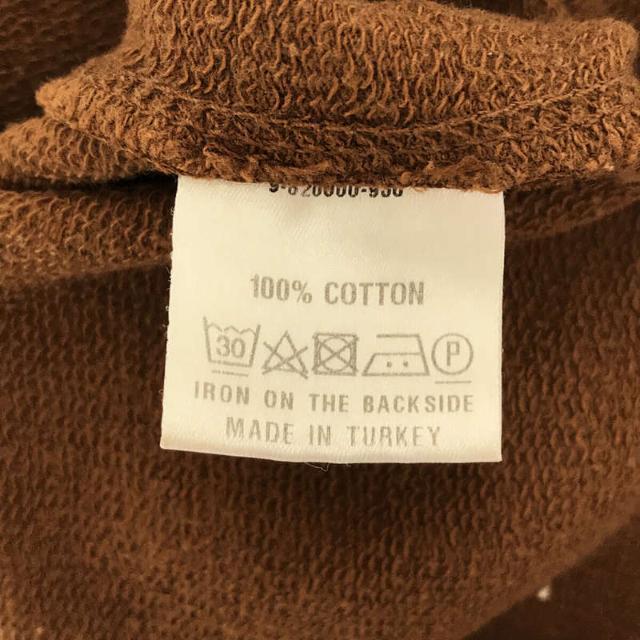 100% COTTON
30 P
IRON ON THE BACKSIDE
MADE IN TURKEY